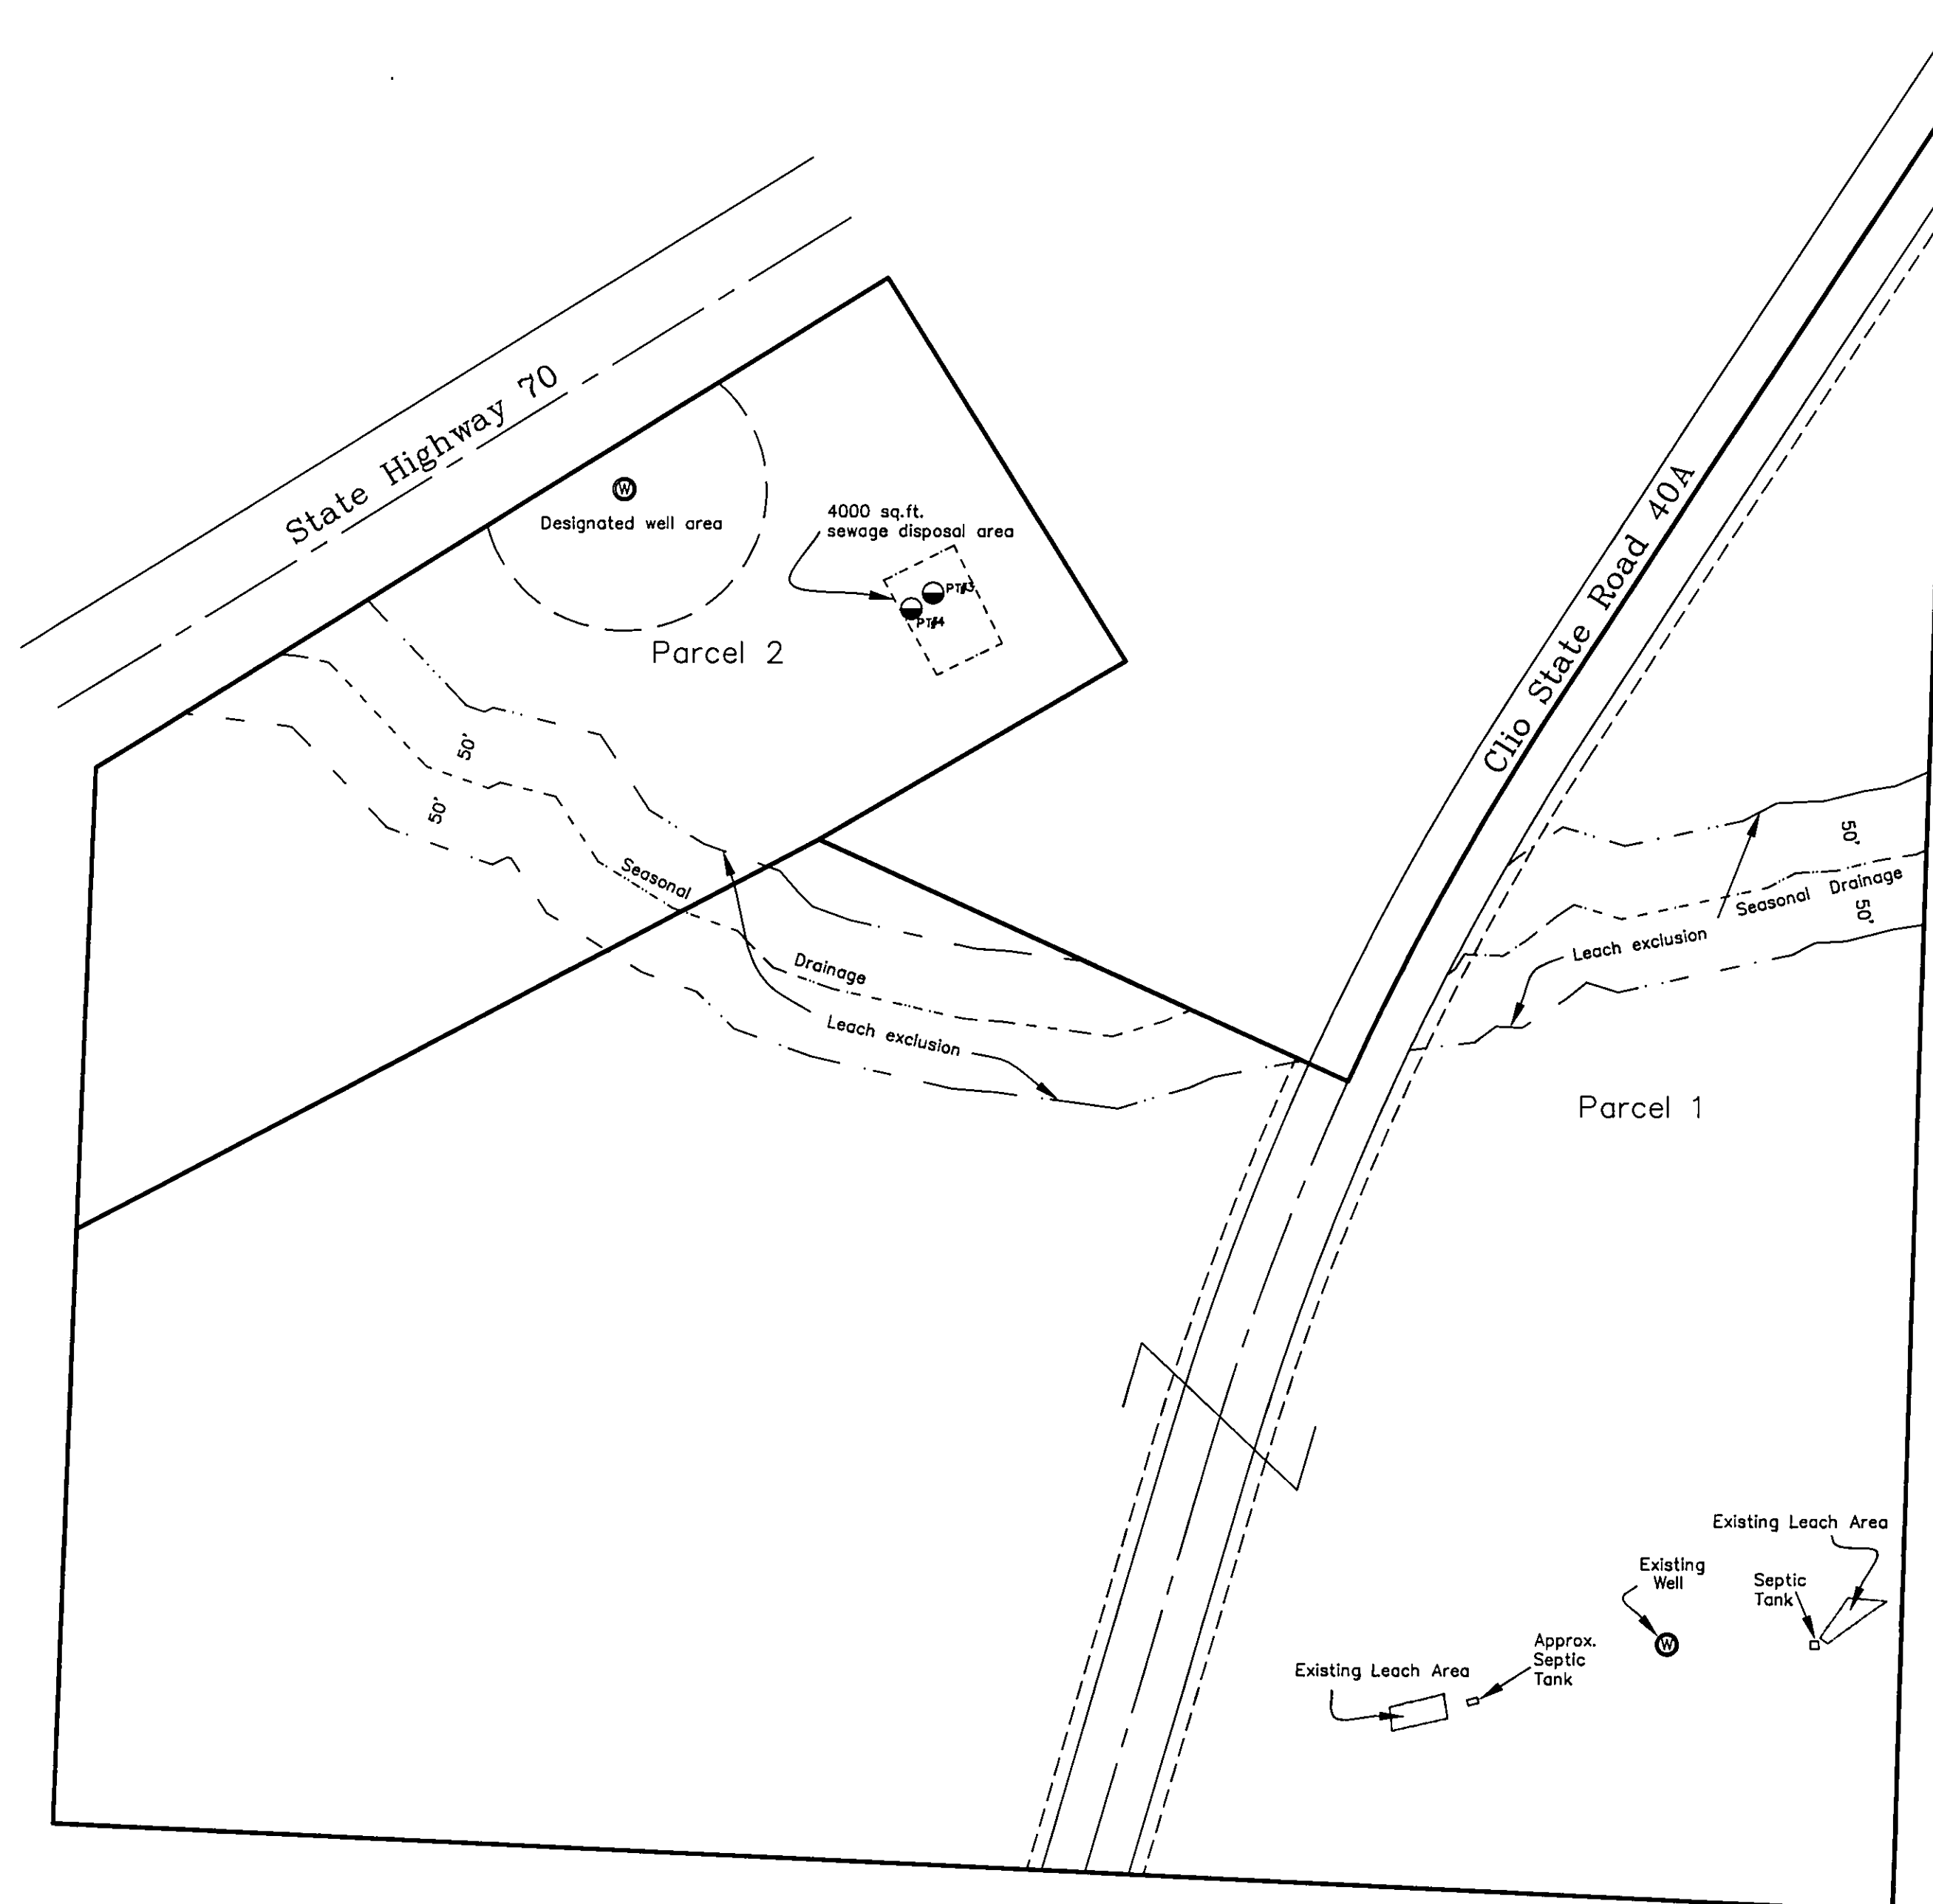 State Highway 70
Clio State Road 40A
W
Designated well area
4000 sq.ft.
sewage disposal area
PT#3
PT#4
Parcel 2
50'
50'
Seasonal
Drainage
Leach exclusion
50'
Seasonal Drainage
50'
Leach exclusion
Parcel 1
Existing Leach Area
Existing
Well
Septic
Tank
W
Approx.
Septic
Tank
Existing Leach Area